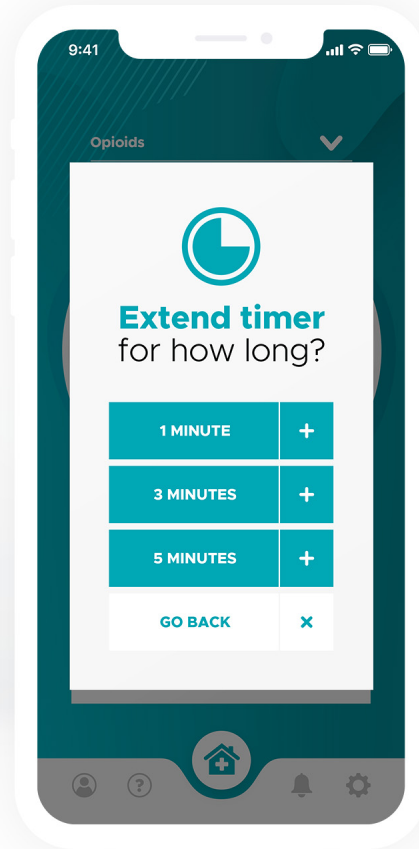 9:41
Opioids
Extend timer
for how long?
1 MINUTE +
3 MINUTES +
5 MINUTES +
GO BACK ×
?